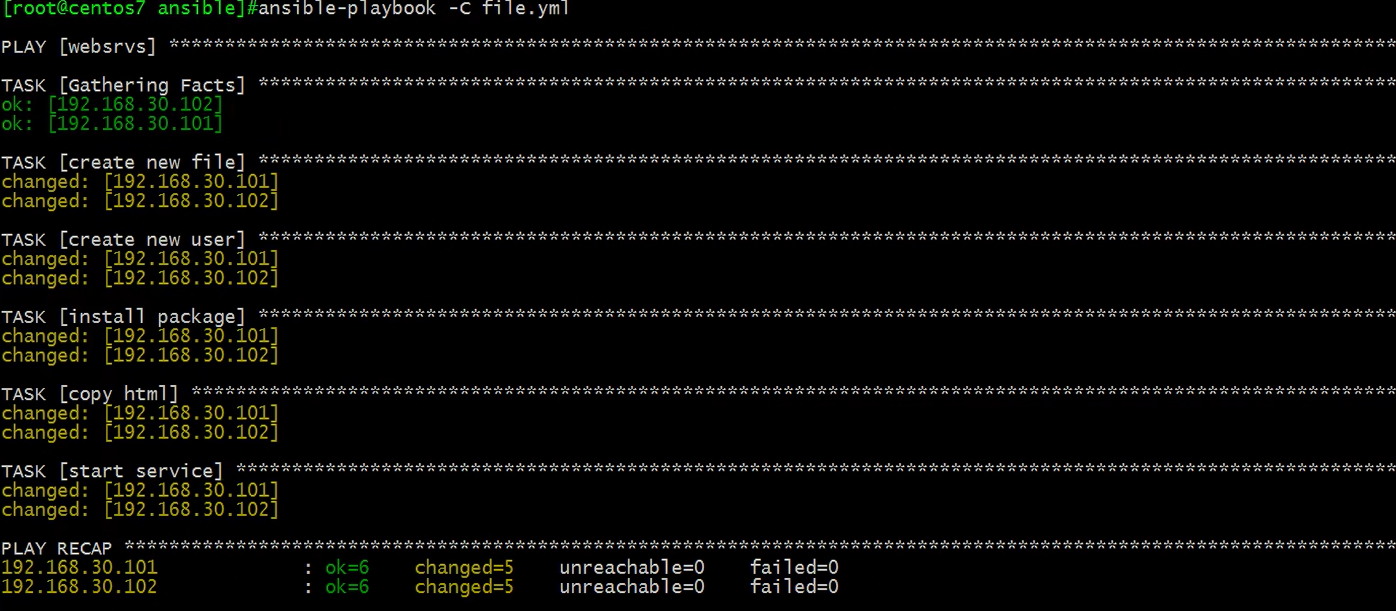 [root@centos7 ansible]#ansible-playbook -C file.yml
PLAY [websrvs] ****************************************************************************************************************
TASK [Gathering Facts] ********************************************************************************************************
ok: [192.168.30.102]
ok: [192.168.30.101]
TASK [create new file] ********************************************************************************************************
changed: [192.168.30.101]
changed: [192.168.30.102]
TASK [create new user] ********************************************************************************************************
changed: [192.168.30.101]
changed: [192.168.30.102]
TASK [install package] ********************************************************************************************************
changed: [192.168.30.101]
changed: [192.168.30.102]
TASK [copy html] **************************************************************************************************************
changed: [192.168.30.101]
changed: [192.168.30.102]
TASK [start service] **********************************************************************************************************
changed: [192.168.30.101]
changed: [192.168.30.102]
PLAY RECAP ********************************************************************************************************************
192.168.30.101             : ok=6    changed=5    unreachable=0    failed=0
192.168.30.102             : ok=6    changed=5    unreachable=0    failed=0